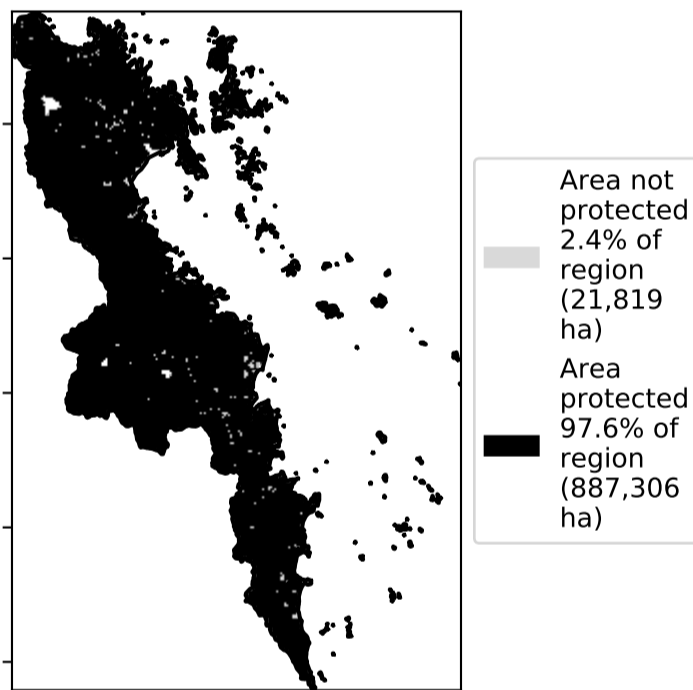 Area not
protected
2.4% of
region
(21,819
ha)
Area
protected
97.6% of
region
(887,306
ha)